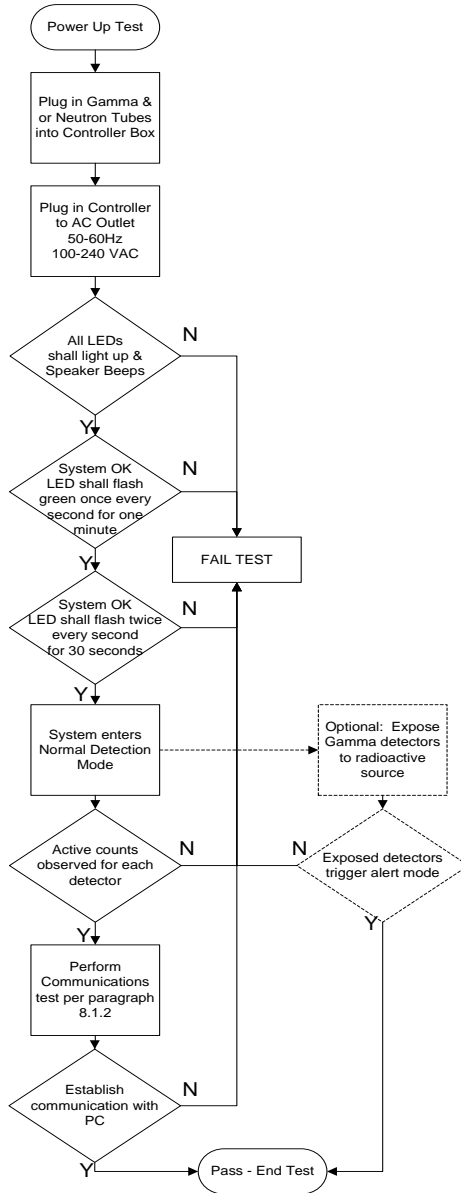 Power Up Test
Plug in Gamma &
or Neutron Tubes
into Controller Box
Plug in Controller
to AC Outlet
50-60Hz
100-240 VAC
All LEDs
shall light up &
Speaker Beeps
N
Y
System OK
LED shall flash
green once every
second for one
minute
N
Y
FAIL TEST
System OK
LED shall flash twice
every second
for 30 seconds
N
Y
System enters
Normal Detection
Mode
Optional: Expose
Gamma detectors
to radioactive
source
Active counts
observed for each
detector
N
Y
Exposed detectors
trigger alert mode
N
Y
Perform
Communications
test per paragraph
8.1.2
Establish
communication with
PC
N
Y
Pass - End Test